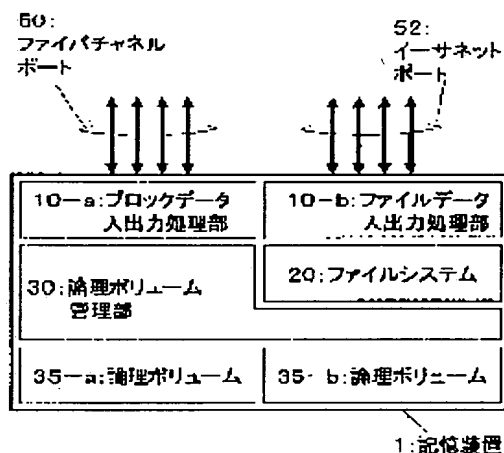 50:
ファイバチャネル
ポート
52:
イーサネット
ポート
10-a:ブロックデータ
入出力処理部
10-b:ファイルデータ
入出力処理部
30:論理ボリューム
管理部
20:ファイルシステム
35-a:論理ボリューム
35-b:論理ボリューム
1:記憶装置